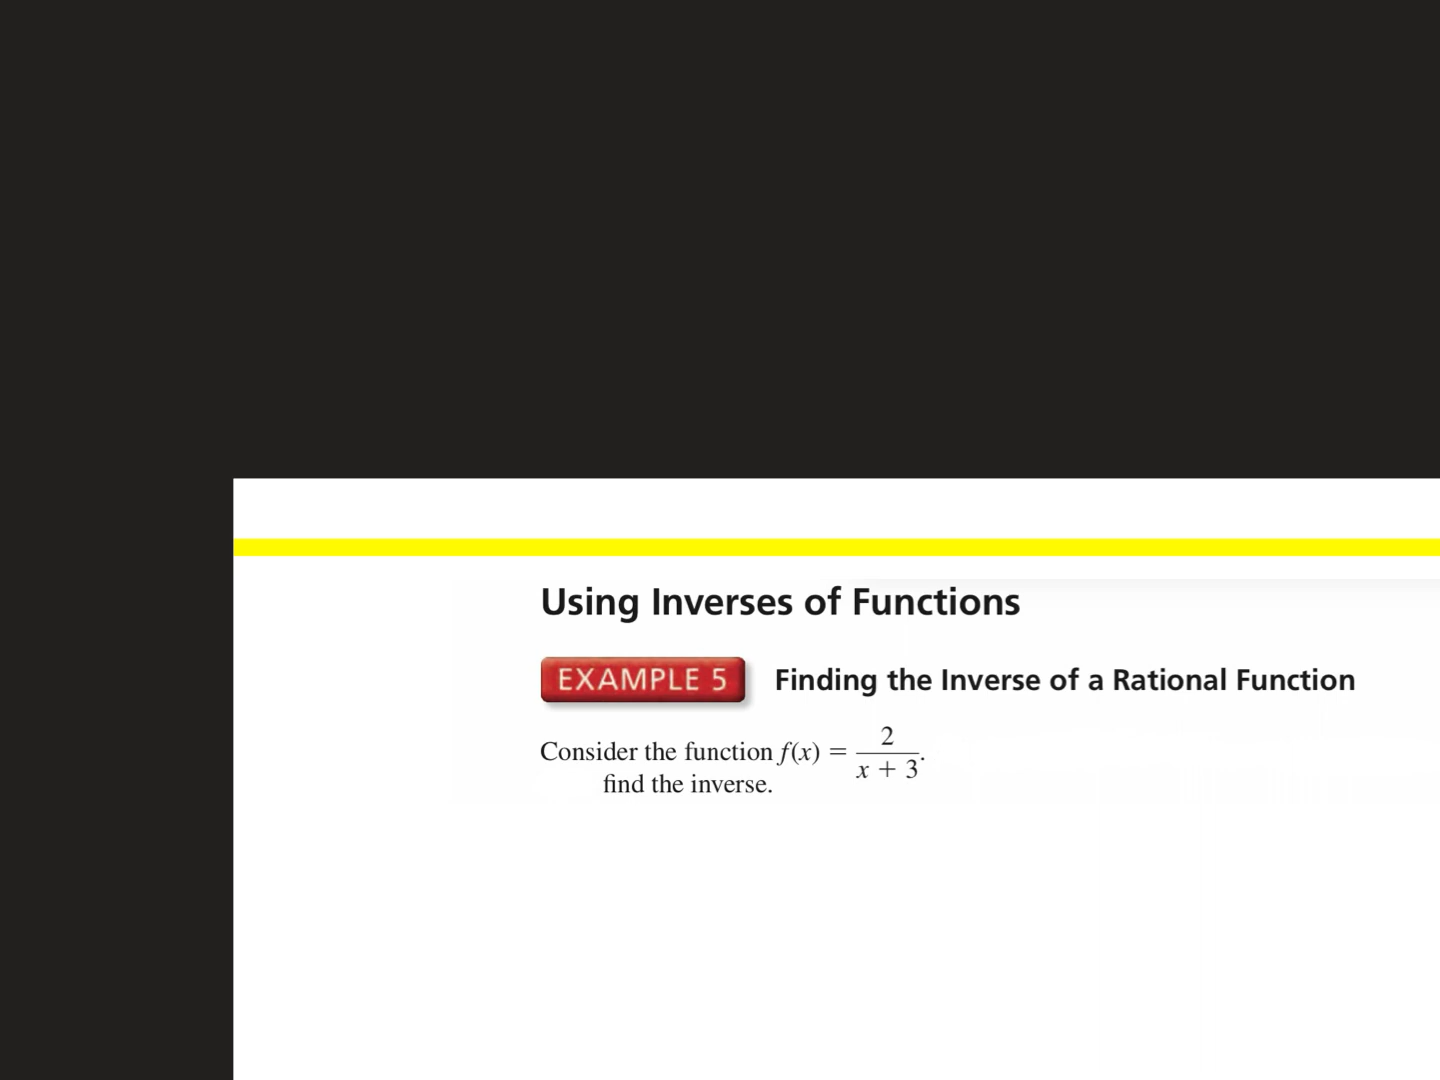 Using Inverses of Functions
EXAMPLE 5 Finding the Inverse of a Rational Function
Consider the function f(x) = 2/(x + 3).
find the inverse.